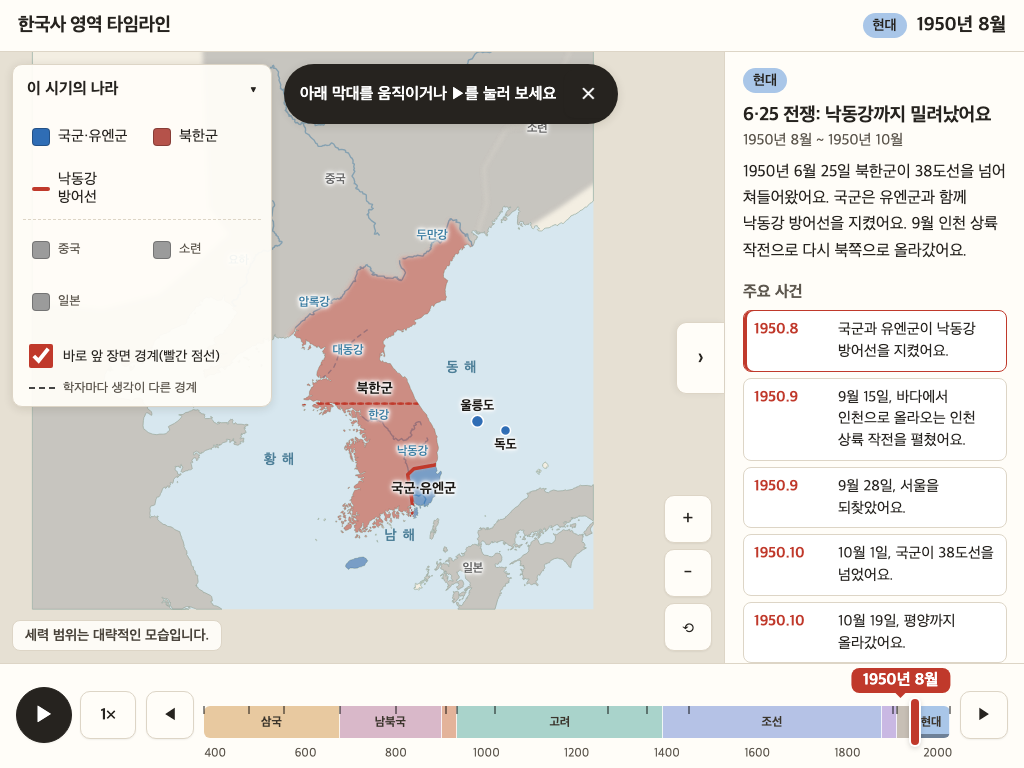 한국사 영역 타임라인
현대 1950년 8월
이 시기의 나라 ▾
국군·유엔군 북한군
낙동강
방어선
중국 소련
일본
바로 앞 장면 경계(빨간 점선)
학자마다 생각이 다른 경계
아래 막대를 움직이거나 ▶를 눌러 보세요 ✕
소련
중국
두만강
압록강
대동강
동 해
북한군
울릉도
한강
독도
낙동강
황 해
국군·유엔군
남 해
일본
›
+
−
⟲
세력 범위는 대략적인 모습입니다.
현대
6·25 전쟁: 낙동강까지 밀려났어요
1950년 8월 ~ 1950년 10월
1950년 6월 25일 북한군이 38도선을 넘어
쳐들어왔어요. 국군은 유엔군과 함께
낙동강 방어선을 지켰어요. 9월 인천 상륙
작전으로 다시 북쪽으로 올라갔어요.
주요 사건
1950.8 국군과 유엔군이 낙동강
방어선을 지켰어요.
1950.9 9월 15일, 바다에서
인천으로 올라오는 인천
상륙 작전을 펼쳤어요.
1950.9 9월 28일, 서울을
되찾았어요.
1950.10 10월 1일, 국군이 38도선을
넘었어요.
1950.10 10월 19일, 평양까지
올라갔어요.
1950년 8월
1×
삼국 남북국 고려 조선 현대
400 600 800 1000 1200 1400 1600 1800 2000